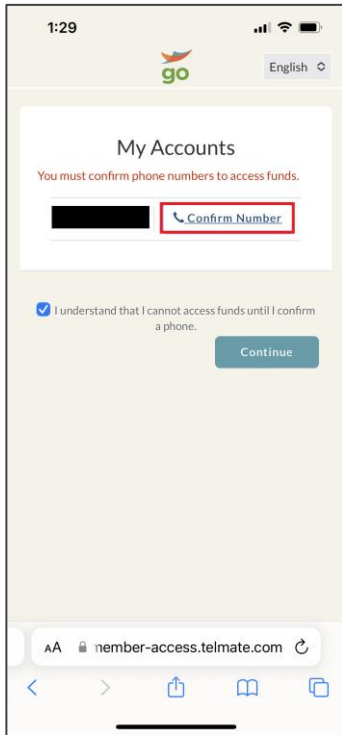 1:29
go
English
My Accounts
You must confirm phone numbers to access funds.
Confirm Number
I understand that I cannot access funds until I confirm
a phone.
Continue
AA
member-access.telmate.com